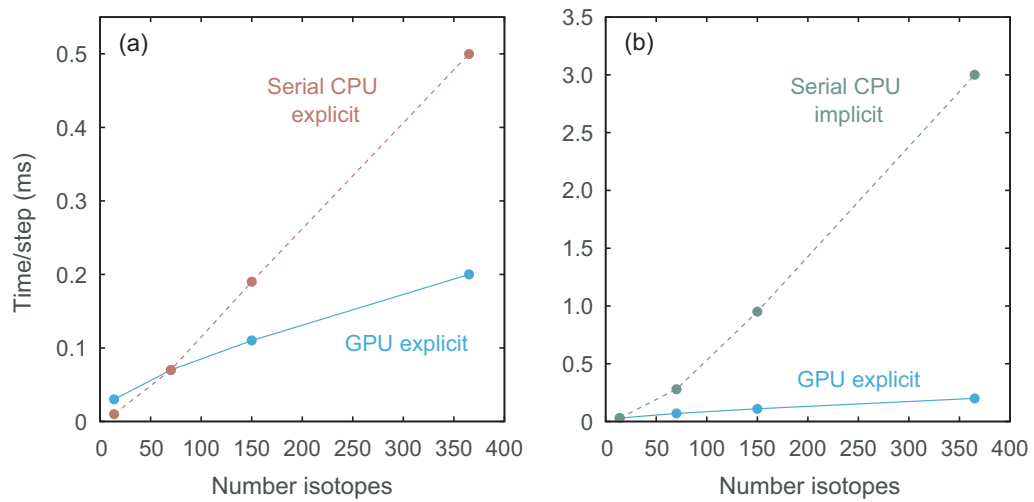 (a)
Serial CPU
explicit
GPU explicit
0.5
0.4
0.3
0.2
0.1
0
0 50 100 150 200 250 300 350 400
Time/step (ms)
Number isotopes
(b)
Serial CPU
implicit
GPU explicit
3.5
3.0
2.5
2.0
1.5
1.0
0.5
0
0 50 100 150 200 250 300 350 400
Number isotopes